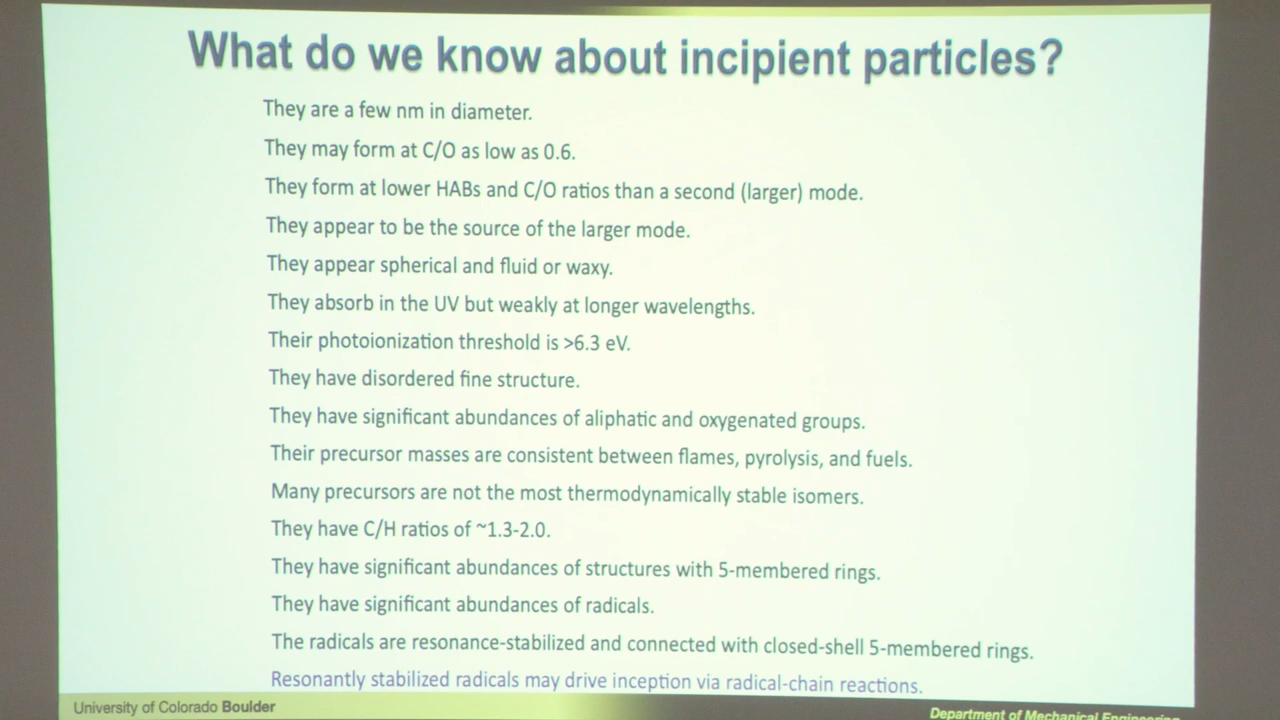 What do we know about incipient particles?
They are a few nm in diameter.
They may form at C/O as low as 0.6.
They form at lower HABs and C/O ratios than a second (larger) mode.
They appear to be the source of the larger mode.
They appear spherical and fluid or waxy.
They absorb in the UV but weakly at longer wavelengths.
Their photoionization threshold is >6.3 eV.
They have disordered fine structure.
They have significant abundances of aliphatic and oxygenated groups.
Their precursor masses are consistent between flames, pyrolysis, and fuels.
Many precursors are not the most thermodynamically stable isomers.
They have C/H ratios of ~1.3-2.0.
They have significant abundances of structures with 5-membered rings.
They have significant abundances of radicals.
The radicals are resonance-stabilized and connected with closed-shell 5-membered rings.
Resonantly stabilized radicals may drive inception via radical-chain reactions.
University of Colorado Boulder
Department of Mechanical Engineering